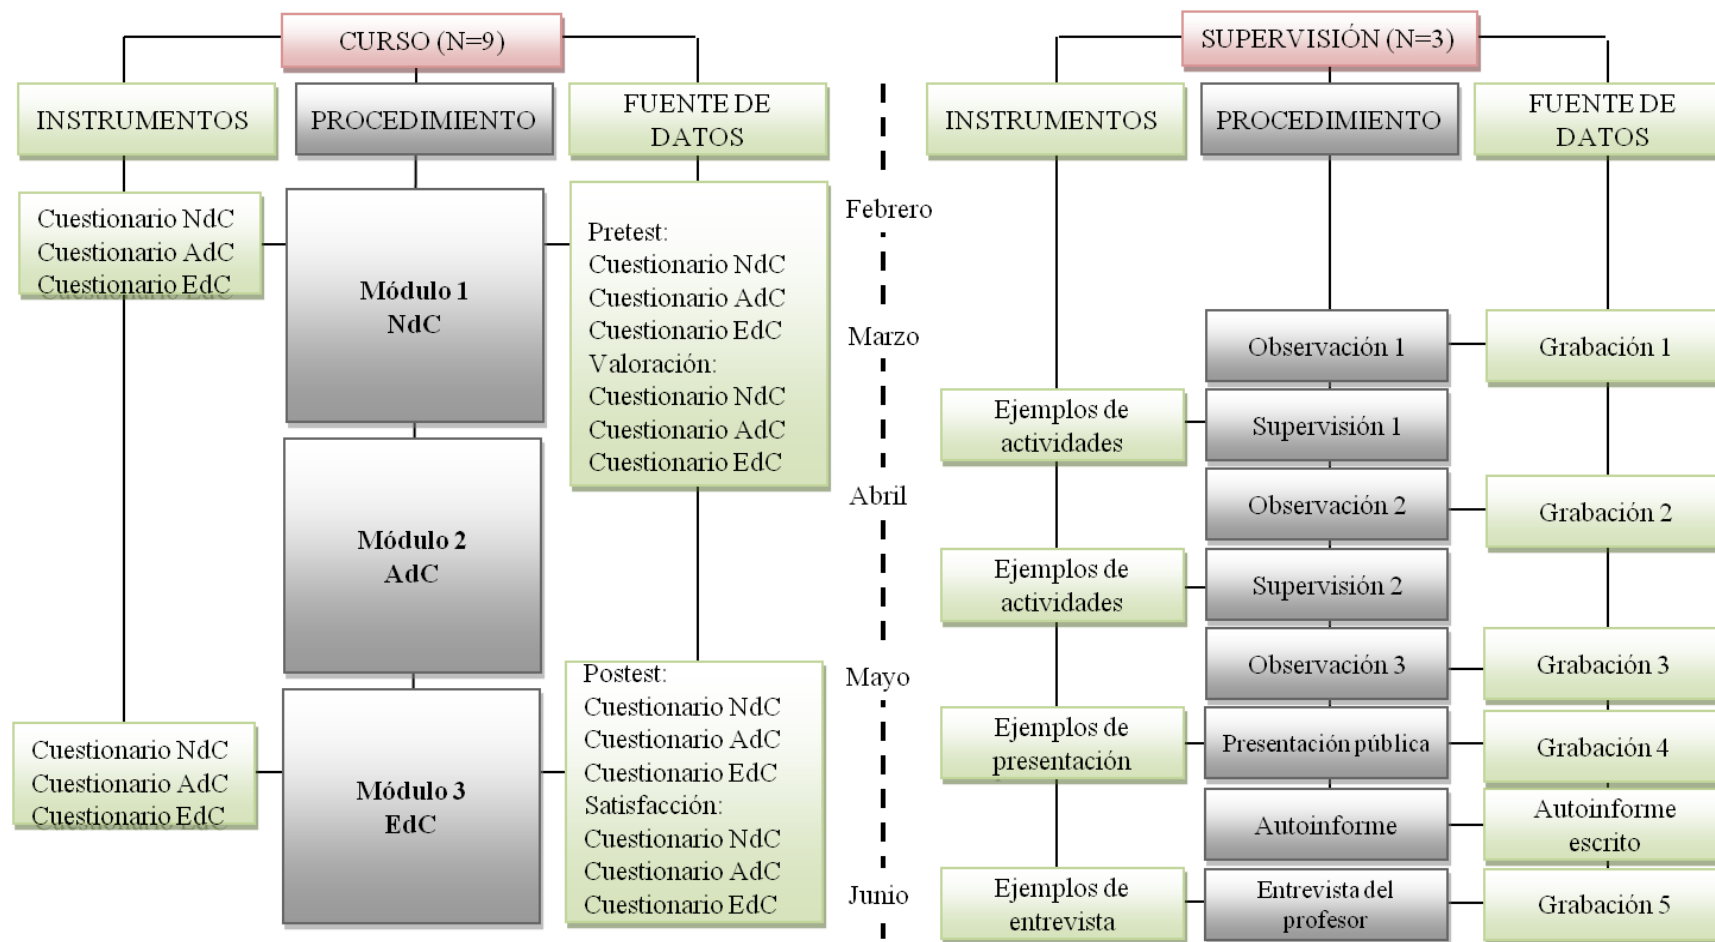 CURSO (N=9)
INSTRUMENTOS
PROCEDIMIENTO
FUENTE DE
DATOS
Cuestionario NdC
Cuestionario AdC
Cuestionario EdC
Módulo 1
NdC
Pretest:
Cuestionario NdC
Cuestionario AdC
Cuestionario EdC
Valoración:
Cuestionario NdC
Cuestionario AdC
Cuestionario EdC
Módulo 2
AdC
Cuestionario NdC
Cuestionario AdC
Cuestionario EdC
Módulo 3
EdC
Postest:
Cuestionario NdC
Cuestionario AdC
Cuestionario EdC
Satisfacción:
Cuestionario NdC
Cuestionario AdC
Cuestionario EdC
Febrero
Marzo
Abril
Mayo
Junio
SUPERVISIÓN (N=3)
INSTRUMENTOS
PROCEDIMIENTO
FUENTE DE
DATOS
Observación 1
Grabación 1
Ejemplos de
actividades
Supervisión 1
Observación 2
Grabación 2
Ejemplos de
actividades
Supervisión 2
Observación 3
Grabación 3
Ejemplos de
presentación
Presentación pública
Grabación 4
Autoinforme
Autoinforme
escrito
Ejemplos de
entrevista
Entrevista del
profesor
Grabación 5